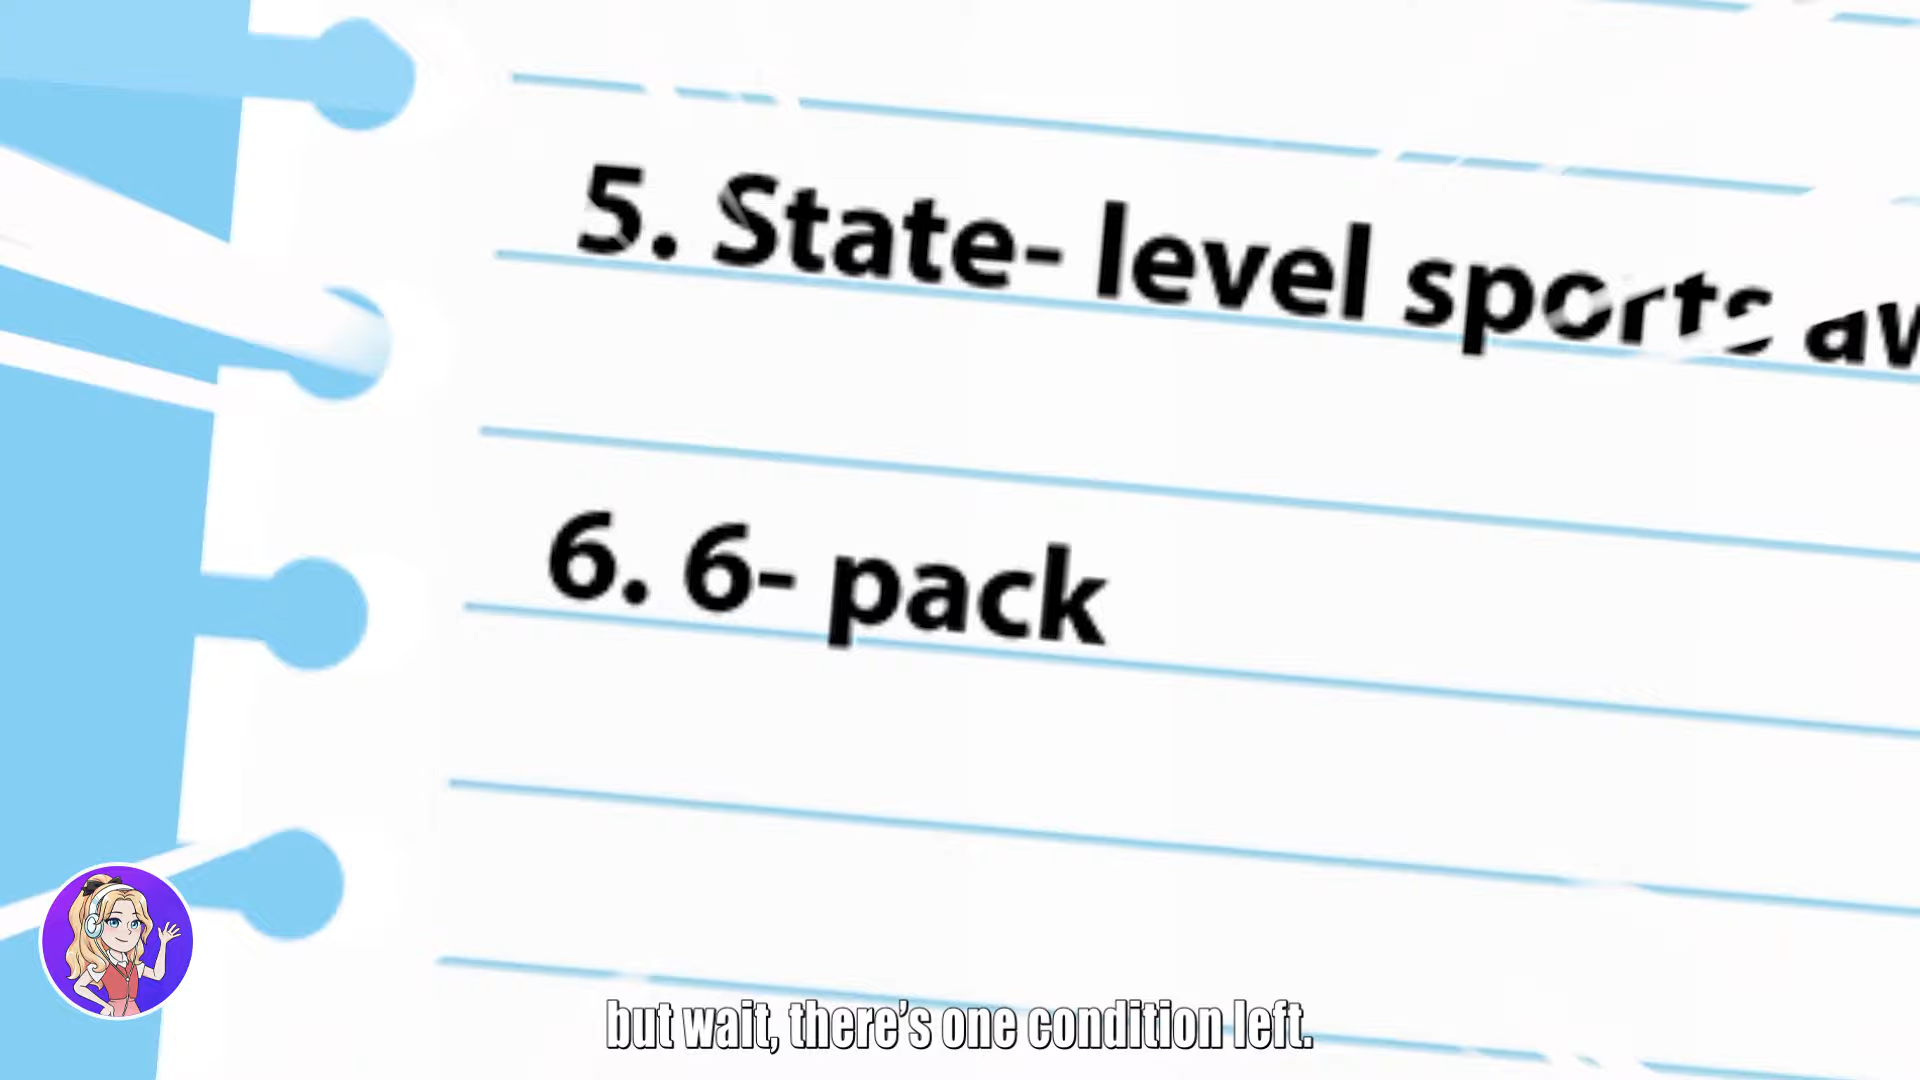 5. State- level sports
6. 6- pack
but wait, there's one condition left.